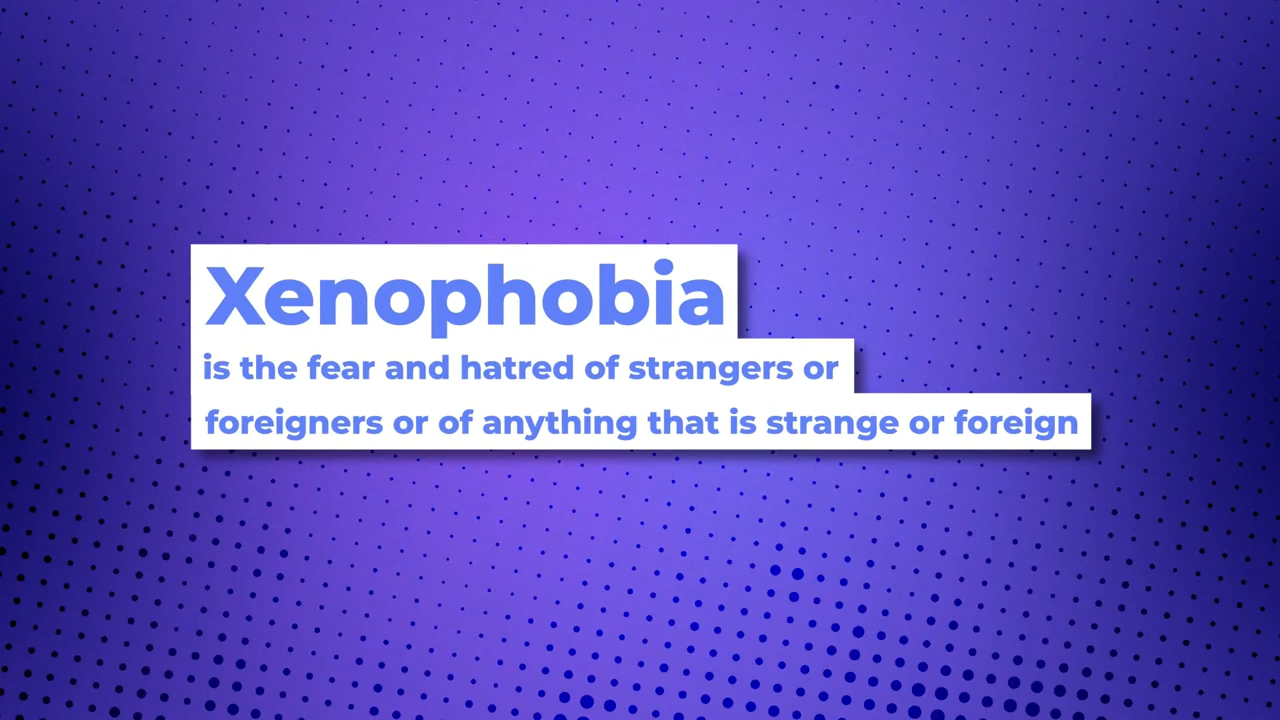 Xenophobia
is the fear and hatred of strangers or
foreigners or of anything that is strange or foreign